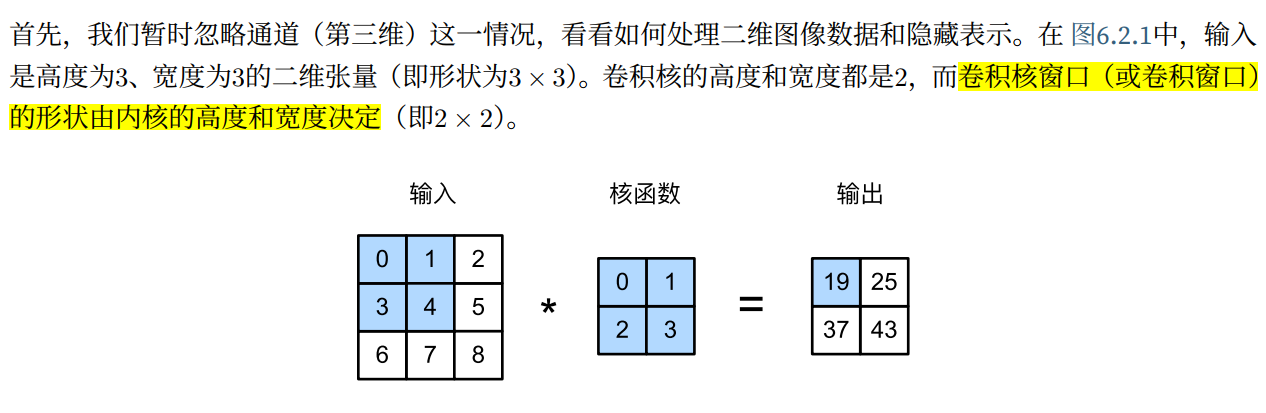 首先，我们暂时忽略通道（第三维）这一情况，看看如何处理二维图像数据和隐藏表示。在 图6.2.1中，输入
是高度为3、宽度为3的二维张量（即形状为3 × 3）。卷积核的高度和宽度都是2，而卷积核窗口（或卷积窗口）
的形状由内核的高度和宽度决定（即2 × 2）。
输入 核函数 输出
0 1 2
3 4 5
6 7 8
*
0 1
2 3
=
19 25
37 43